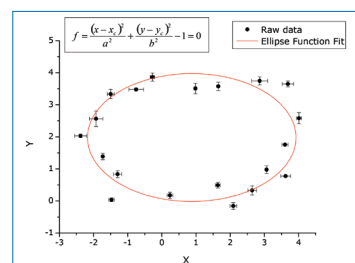 f = (x-x_c)²/a² + (y-y_c)²/b² -1=0
Raw data
Ellipse Function Fit
5
4
3
2
1
0
-1
Y
-3 -2 -1 0 1 2 3 4 5
X